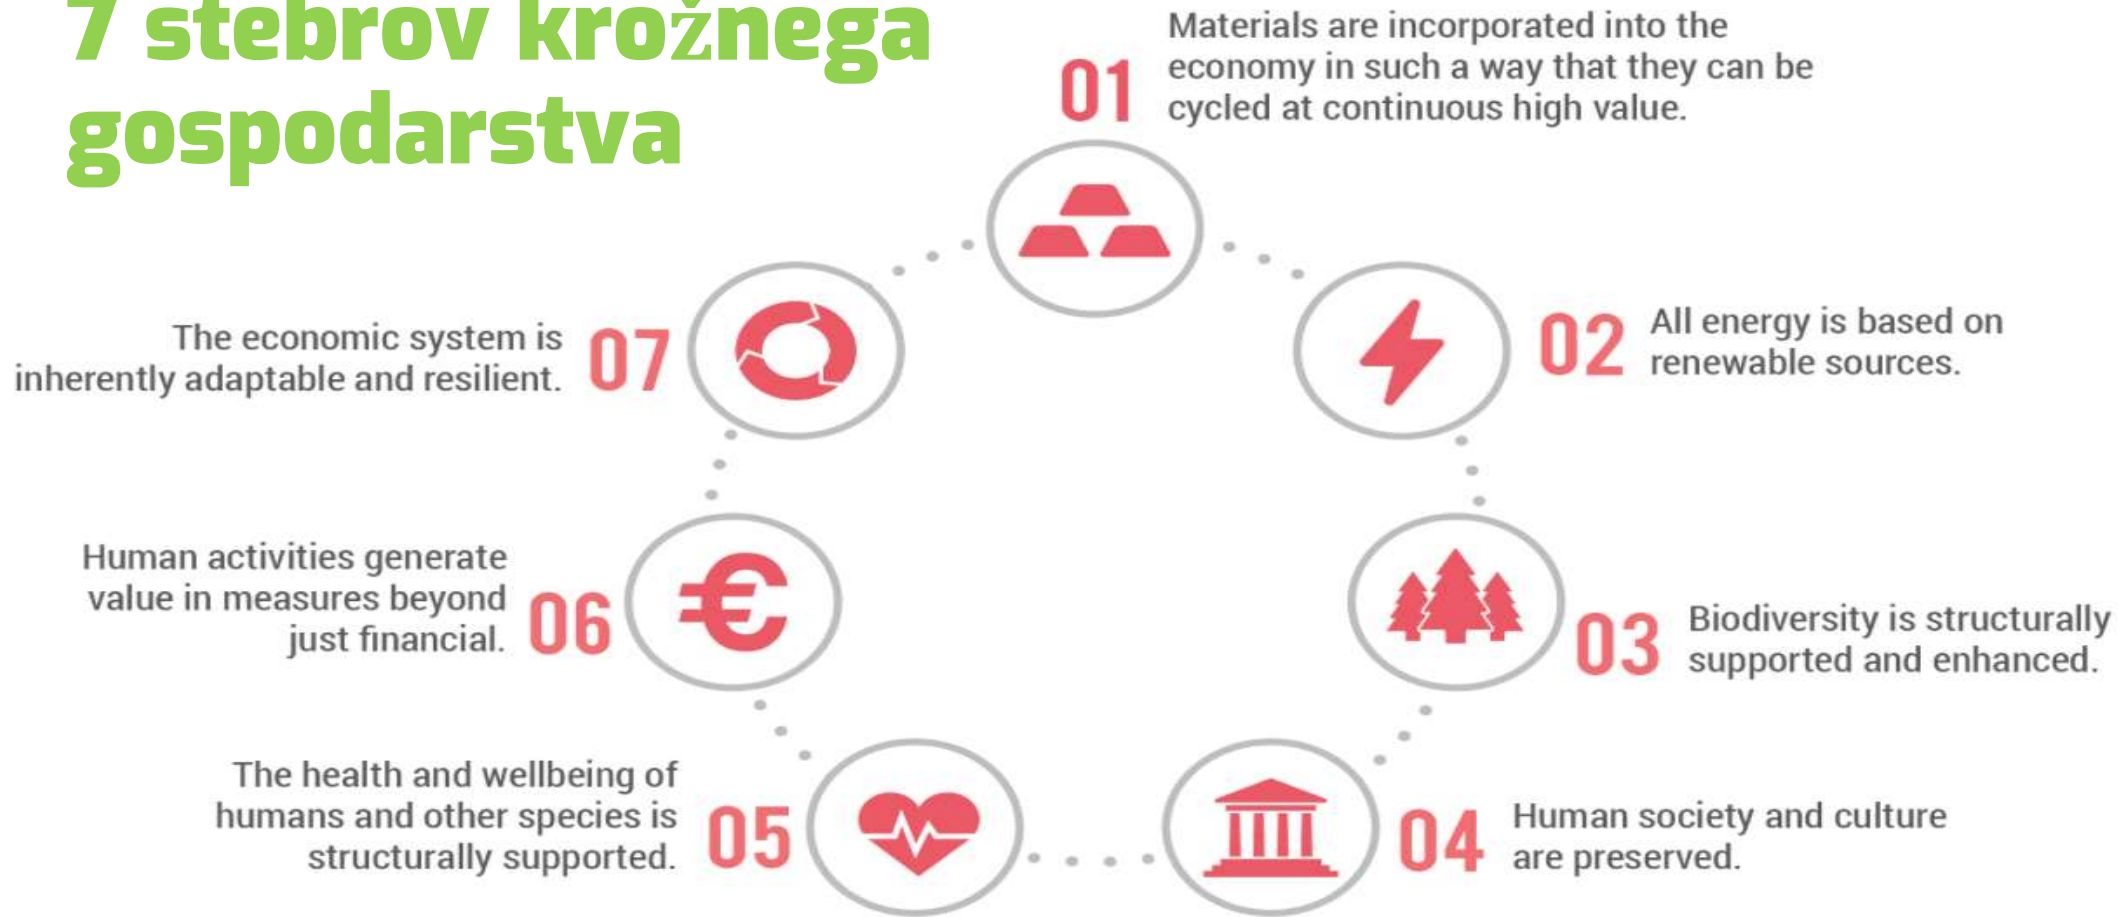 7 stebrov krožnega
gospodarstva
01
Materials are incorporated into the
economy in such a way that they can be
cycled at continuous high value.
02
All energy is based on
renewable sources.
03
Biodiversity is structurally
supported and enhanced.
04
Human society and culture
are preserved.
05
The health and wellbeing of
humans and other species is
structurally supported.
06
Human activities generate
value in measures beyond
just financial.
07
The economic system is
inherently adaptable and resilient.